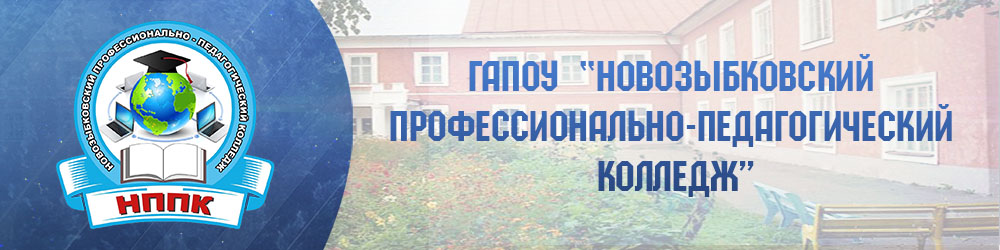 НОВОЗЫБКОВСКИЙ ПРОФЕССИОНАЛЬНО - ПЕДАГОГИЧЕСКИЙ КОЛЛЕДЖ
НППК
ГАПОУ “НОВОЗЫБКОВСКИЙ
ПРОФЕССИОНАЛЬНО-ПЕДАГОГИЧЕСКИЙ
КОЛЛЕДЖ”